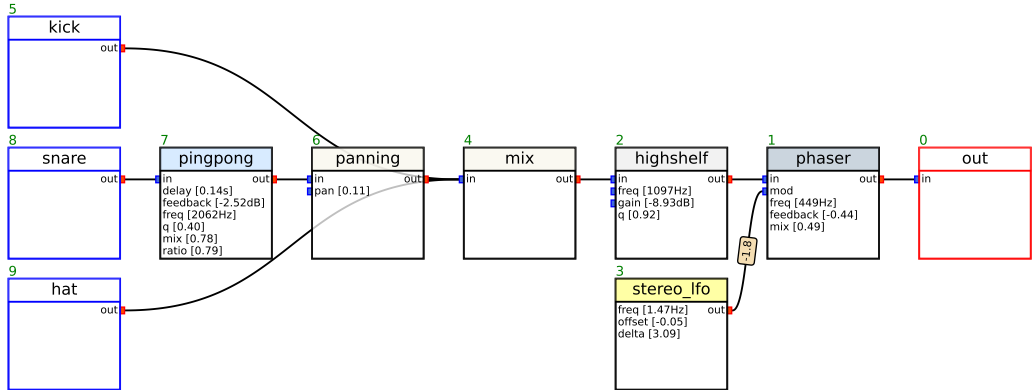 5
kick
out
8
snare
out
7
pingpong
in out
delay [0.14s]
feedback [-2.52dB]
freq [2062Hz]
q [0.40]
mix [0.78]
ratio [0.79]
6
panning
in out
pan [0.11]
4
mix
in out
2
highshelf
in out
freq [1097Hz]
gain [-8.93dB]
q [0.92]
1
phaser
in out
mod
freq [449Hz]
feedback [-0.44]
mix [0.49]
0
out
in
9
hat
out
3
stereo_lfo
freq [1.47Hz] out
offset [-0.05]
delta [3.09]
-1.8